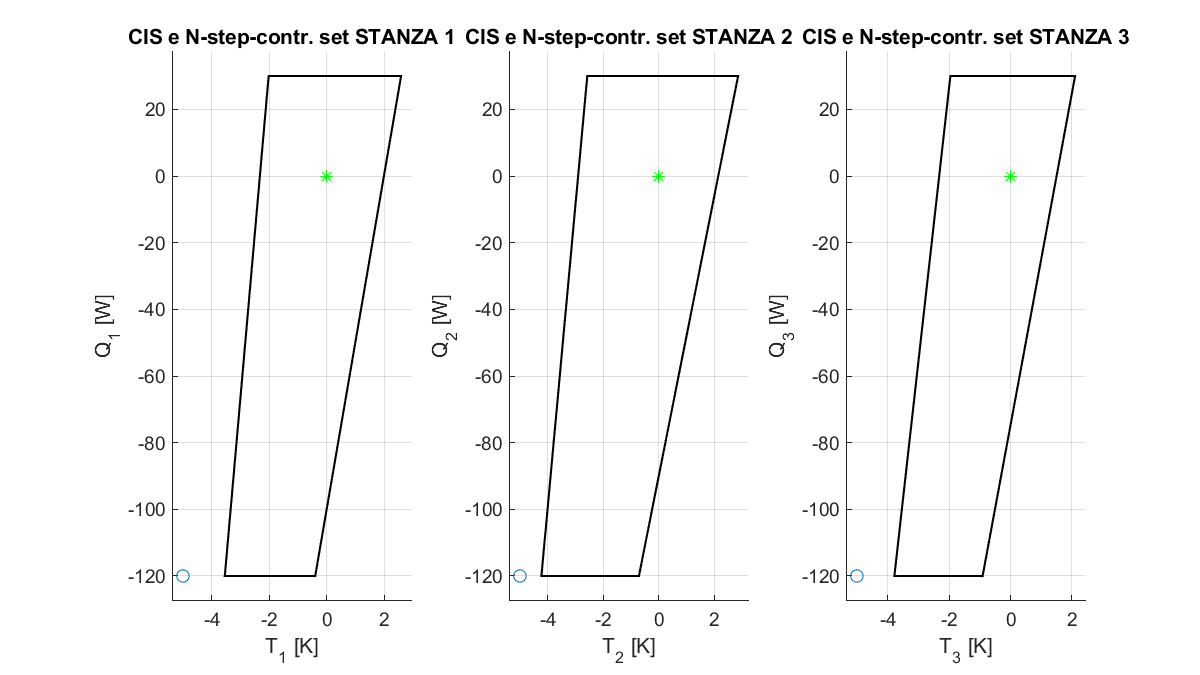 CIS e N-step-contr. set STANZA 1 CIS e N-step-contr. set STANZA 2 CIS e N-step-contr. set STANZA 3
20
0
-20
-40
-60
-80
-100
-120
Q1 [W]
-4 -2 0 2
T1 [K]
20
0
-20
-40
-60
-80
-100
-120
Q2 [W]
-4 -2 0 2
T2 [K]
20
0
-20
-40
-60
-80
-100
-120
Q3 [W]
-4 -2 0 2
T3 [K]